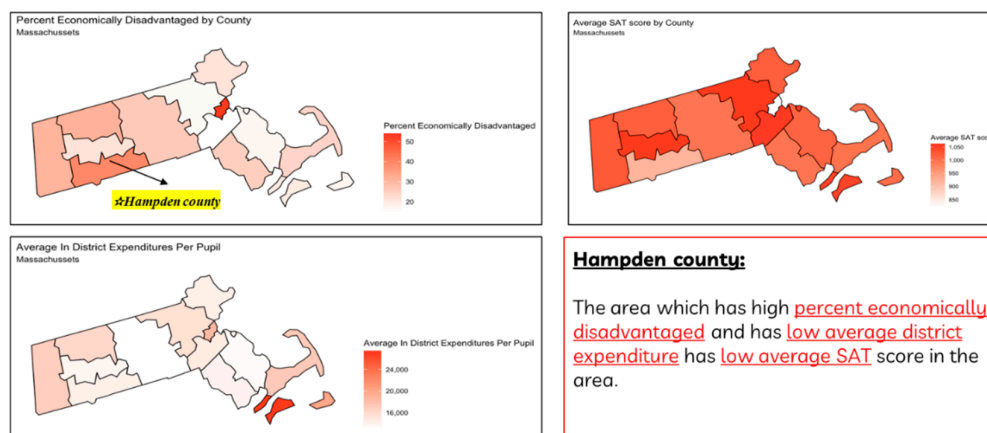 Percent Economically Disadvantaged by County
Massachussets
Percent Economically Disadvantaged
50
40
30
20
☆Hampden county
Average SAT score by County
Massachussets
Average SAT scor
1,050
1,000
950
900
850
Average In District Expenditures Per Pupil
Massachussets
Average In District Expenditures Per Pupil
24,000
20,000
16,000
Hampden county:
The area which has high percent economically
disadvantaged and has low average district
expenditure has low average SAT score in the
area.